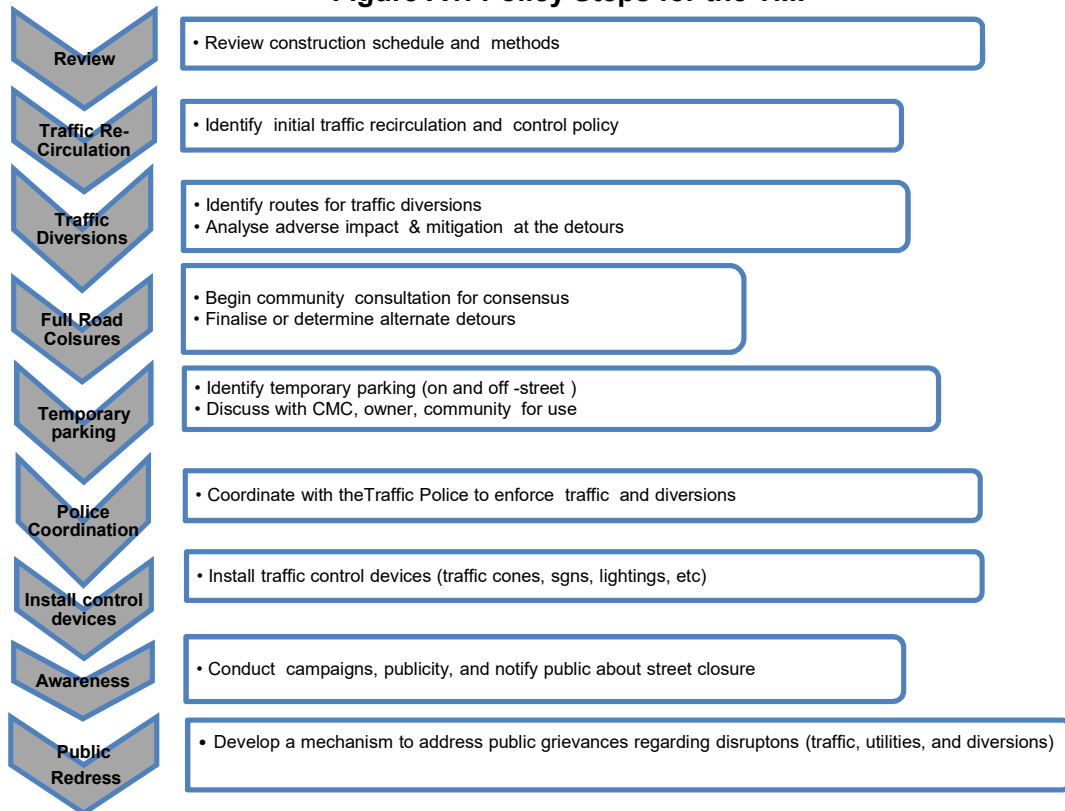 Review
• Review construction schedule and methods
Traffic Re-
Circulation
• Identify initial traffic recirculation and control policy
Traffic
Diversions
• Identify routes for traffic diversions
• Analyse adverse impact & mitigation at the detours
Full Road
Colsures
• Begin community consultation for consensus
• Finalise or determine alternate detours
Temporary
parking
• Identify temporary parking (on and off -street )
• Discuss with CMC, owner, community for use
Police
Coordination
• Coordinate with theTraffic Police to enforce traffic and diversions
Install control
devices
• Install traffic control devices (traffic cones, sgns, lightings, etc)
Awareness
• Conduct campaigns, publicity, and notify public about street closure
Public
Redress
• Develop a mechanism to address public grievances regarding disruptons (traffic, utilities, and diversions)